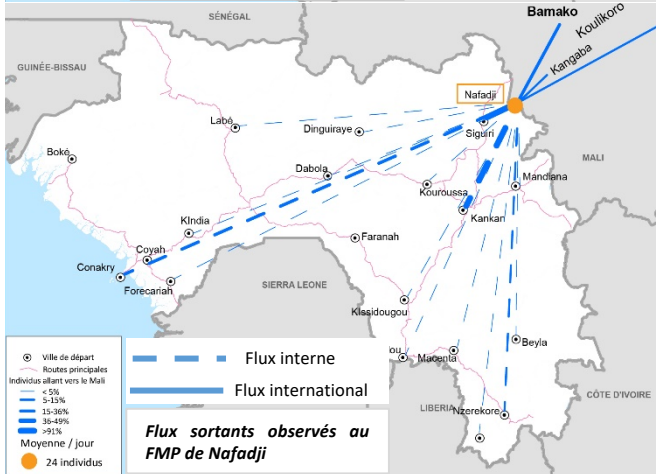 SÉNÉGAL
Bamako
Koulikoro
Kangaba
GUINÉE-BISSAU
Nafadji
Labé
Dinguiraye
Siguiri
Boké
Dabola
MALI
Mandiana
Kouroussa
Kankan
KIndia
Coyah
Faranah
Conakry
Forecariah
SIERRA LEONE
KIssidougou
Macenta
ou
Beyla
LIBERIA
Nzerekore
CÔTE D'IVOIRE
Ville de départ
Routes principales
Individus allant vers le Mali
< 5%
5-15%
15-36%
36-49%
>91%
Moyenne / jour
24 individus
Flux interne
Flux international
Flux sortants observés au
FMP de Nafadji